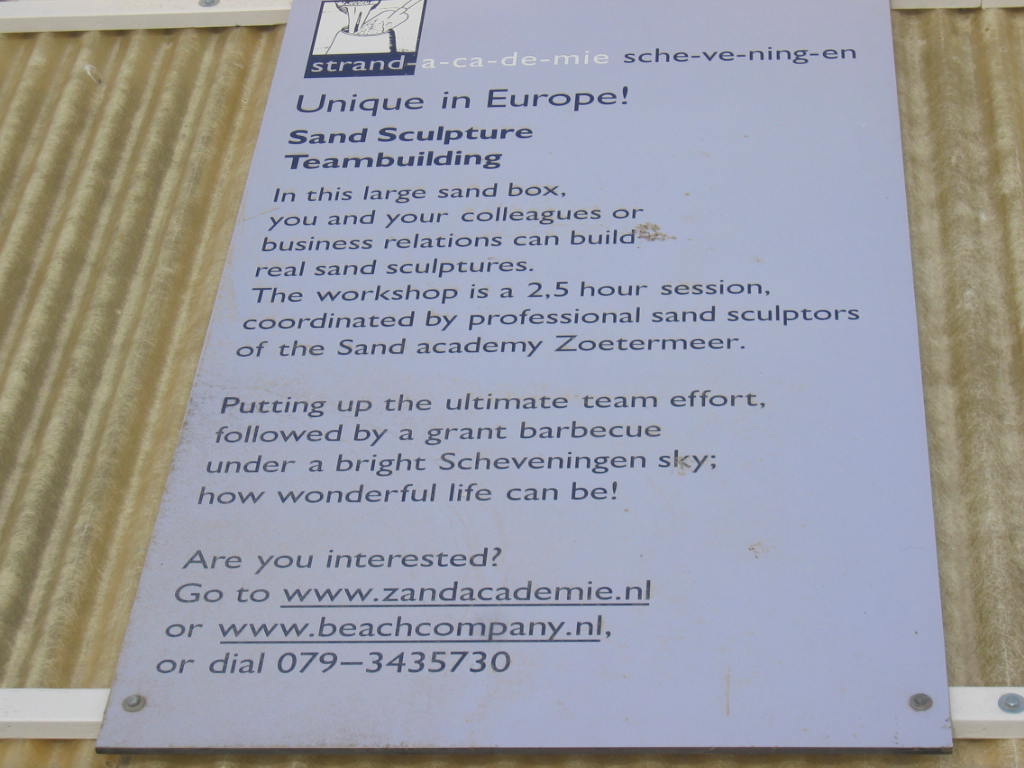 strand-a-ca-de-mie sche-ve-ning-en
Unique in Europe!
Sand Sculpture
Teambuilding
In this large sand box,
you and your colleagues or
business relations can build
real sand sculptures.
The workshop is a 2,5 hour session,
coordinated by professional sand sculptors
of the Sand academy Zoetermeer.
Putting up the ultimate team effort,
followed by a grant barbecue
under a bright Scheveningen sky;
how wonderful life can be!
Are you interested?
Go to www.zandacademie.nl
or www.beachcompany.nl,
or dial 079–3435730